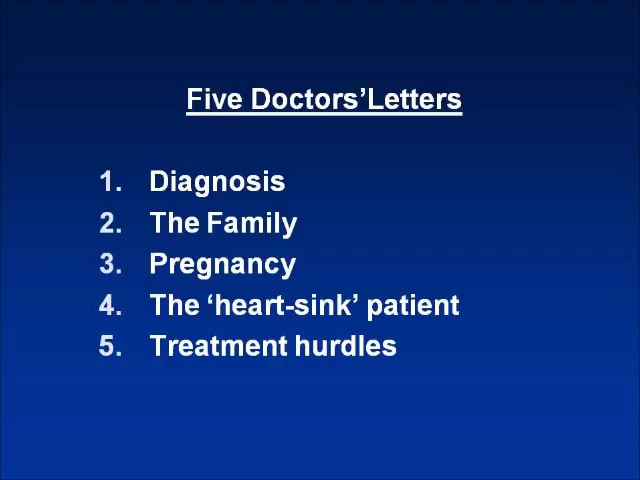 Five Doctors’Letters
1. Diagnosis
2. The Family
3. Pregnancy
4. The ‘heart-sink’ patient
5. Treatment hurdles